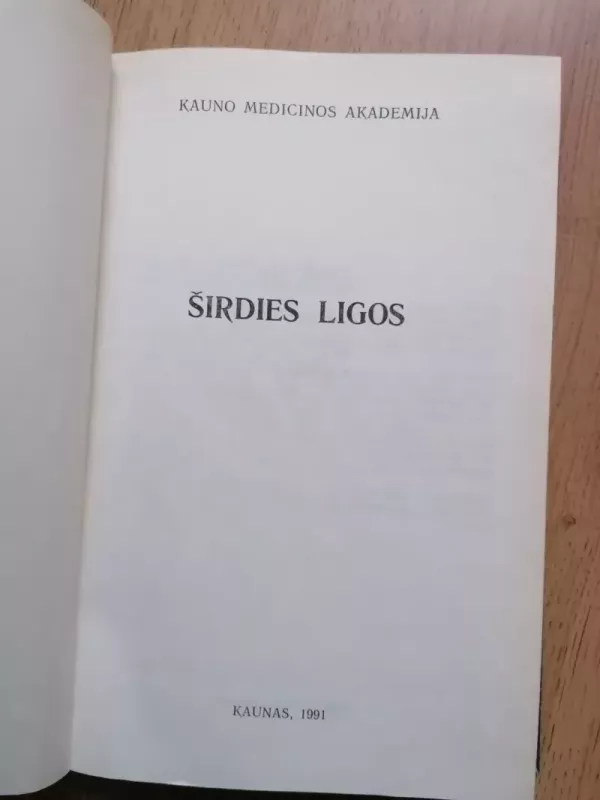 KAUNO MEDICINOS AKADEMIJA
ŠIRDIES LIGOS
KAUNAS, 1991